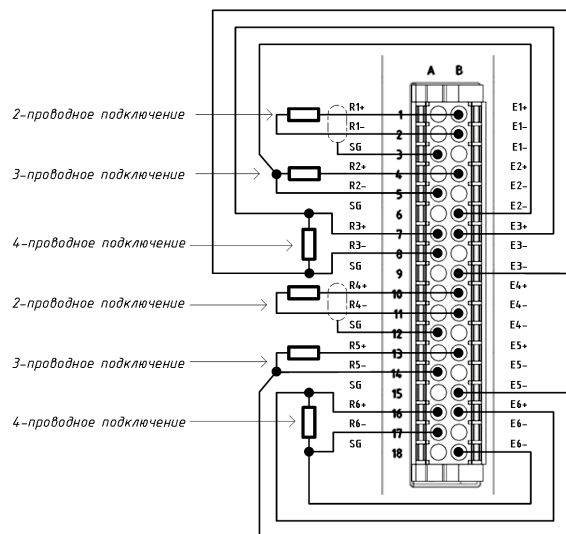 A B
R1+ 1 E1+
2-проводное подключение
R1- 2 E1-
SG 3 E1-
R2+ 4 E2+
3-проводное подключение
R2- 5 E2-
SG 6 E2-
R3+ 7 E3+
4-проводное подключение
R3- 8 E3-
SG 9 E3-
R4+ 10 E4+
2-проводное подключение
R4- 11 E4-
SG 12 E4-
R5+ 13 E5+
3-проводное подключение
R5- 14 E5-
SG 15 E5-
R6+ 16 E6+
4-проводное подключение
R6- 17 E6-
SG 18 E6-